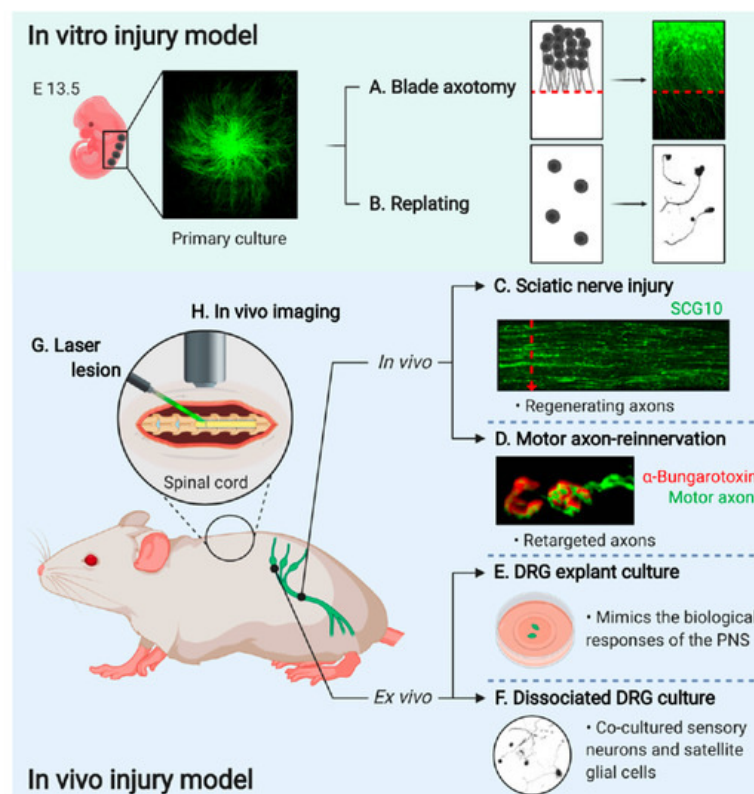 In vitro injury model
E 13.5
Primary culture
A. Blade axotomy
B. Replating
H. In vivo imaging
G. Laser
lesion
Spinal cord
In vivo
C. Sciatic nerve injury
SCG10
• Regenerating axons
D. Motor axon-reinnervation
α-Bungarotoxin
Motor axon
• Retargeted axons
Ex vivo
E. DRG explant culture
• Mimics the biological
responses of the PNS
F. Dissociated DRG culture
• Co-cultured sensory
neurons and satellite
glial cells
In vivo injury model